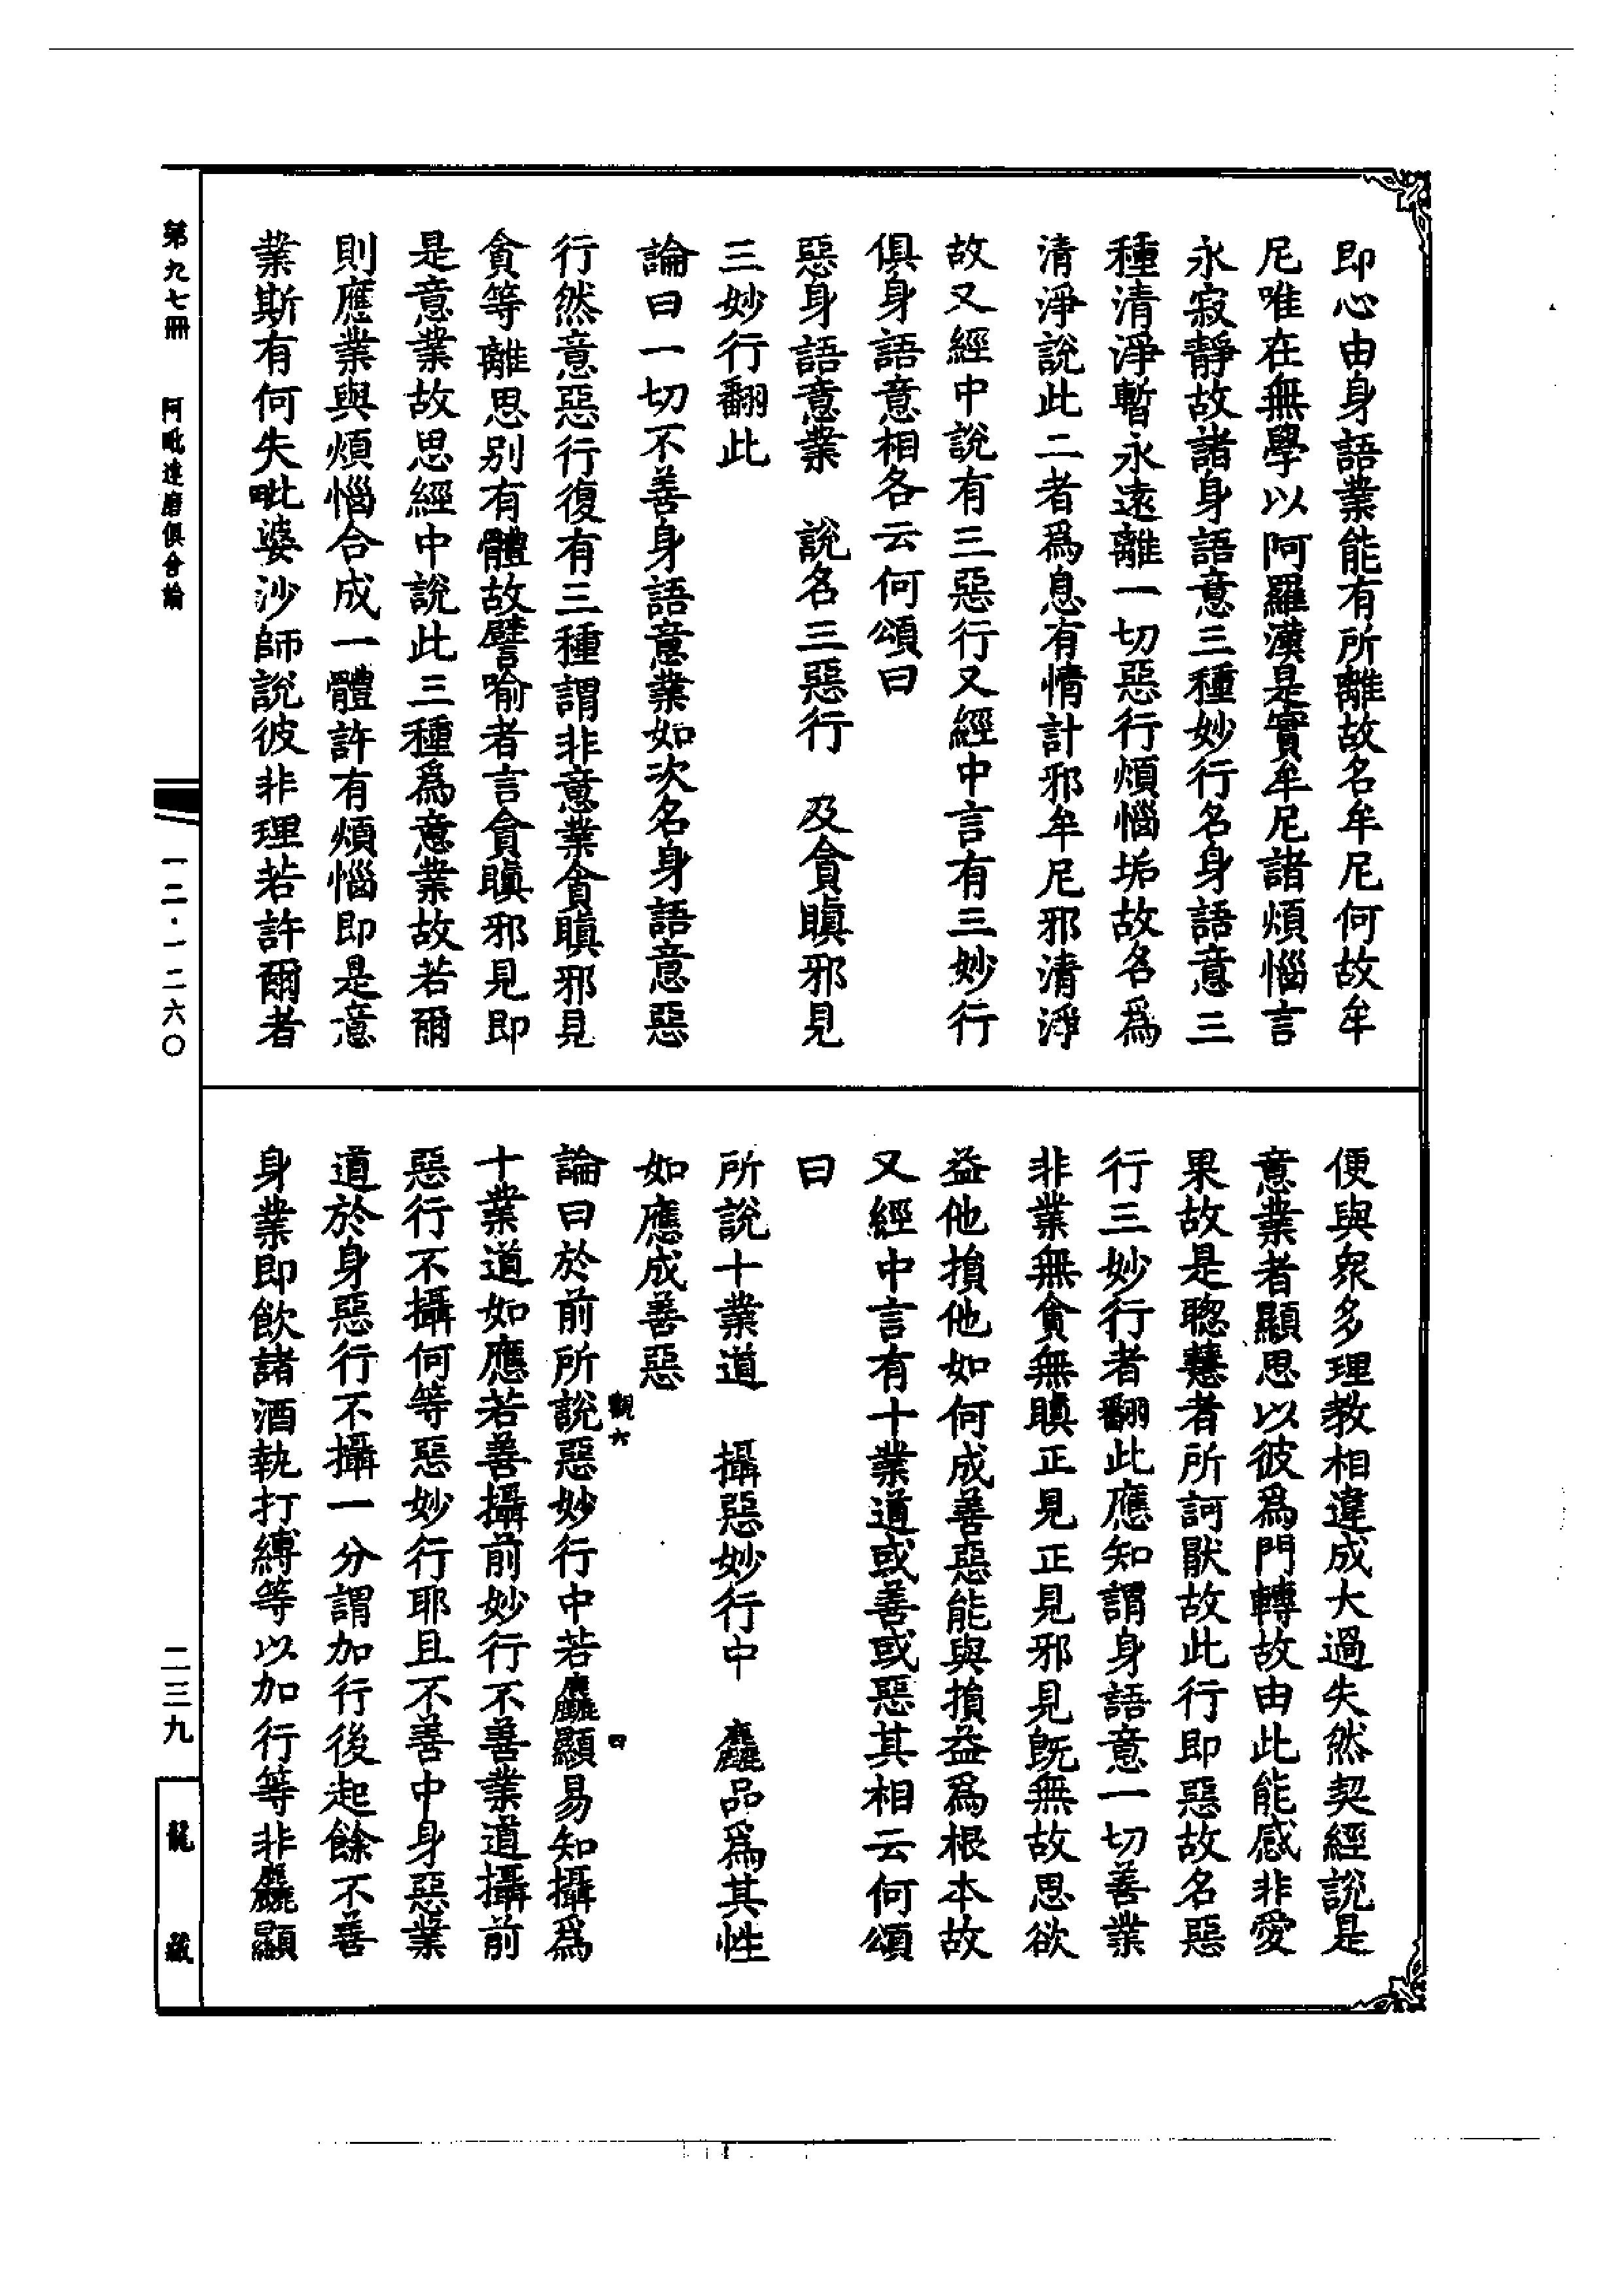 即心由身語業能有所離故名牟尼何故牟
尼唯在無學以阿羅漢是實牟尼諸煩惱言
永寂靜故諸身語意三種妙行名身語意三
種清淨暫永遠離一切惡行煩惱垢故名為
清淨說此二者為息有情計邪牟尼邪清淨
故又經中說有三惡行又經中言有三妙行
俱身語意相各云何頌曰
惡身語意業　說名三惡行　及貪瞋邪見
三妙行翻此
論曰一切不善身語意業如次名身語意惡
行然意惡行復有三種謂非意業貪瞋邪見
貪等離思別有體故譬喻者言貪瞋邪見即
是意業故思經中說此三種為意業故若爾
則應業與煩惱合成一體許有煩惱即是意
業斯有何失毗婆沙師說彼非理若許爾者
便與眾多理教相違成大過失然契經說是
意業者顯思以彼為門轉故由此能感非愛
果故是聰慧者所訶厭故此行即惡故名惡
行三妙行者翻此應知謂身語意一切善業
非業無貪無瞋正見正見邪見既無故思欲
益他損他如何成善惡能與損益為根本故
又經中言有十業道或善或惡其相云何頌
曰
所說十業道　攝惡妙行中　麤品為其性
如應成善惡
觀六　四
論曰於前所說惡妙行中若麤顯易知攝為
十業道如應若善攝前妙行不善業道攝前
惡行不攝何等惡妙行耶且不善中身惡業
道於身惡行不攝一分謂加行後起餘不善
身業即飲諸酒執打縛等以加行等非麤顯
第九七冊　阿毗達磨俱舍論
一二·一二六〇
二三九
龍藏